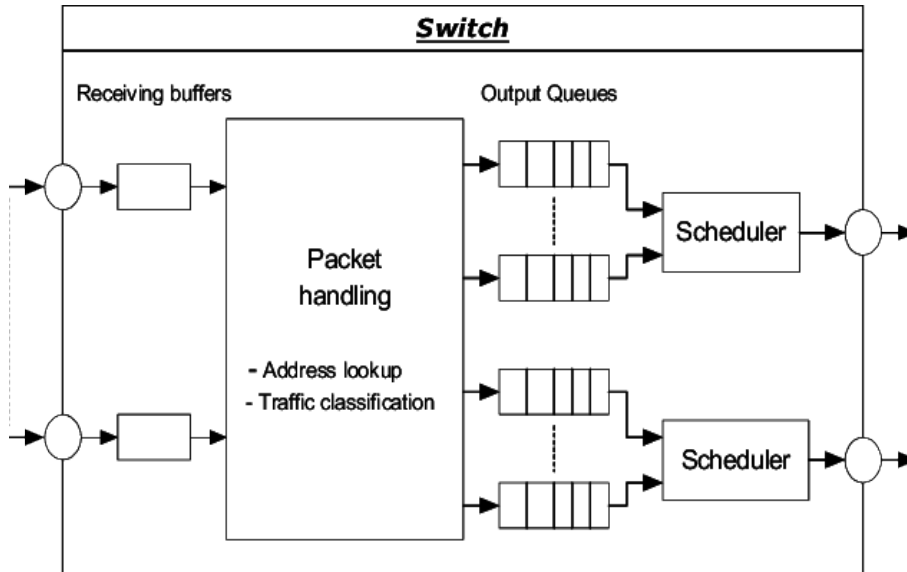 Switch
Receiving buffers
Output Queues
Packet
handling
- Address lookup
- Traffic classification
Scheduler
Scheduler